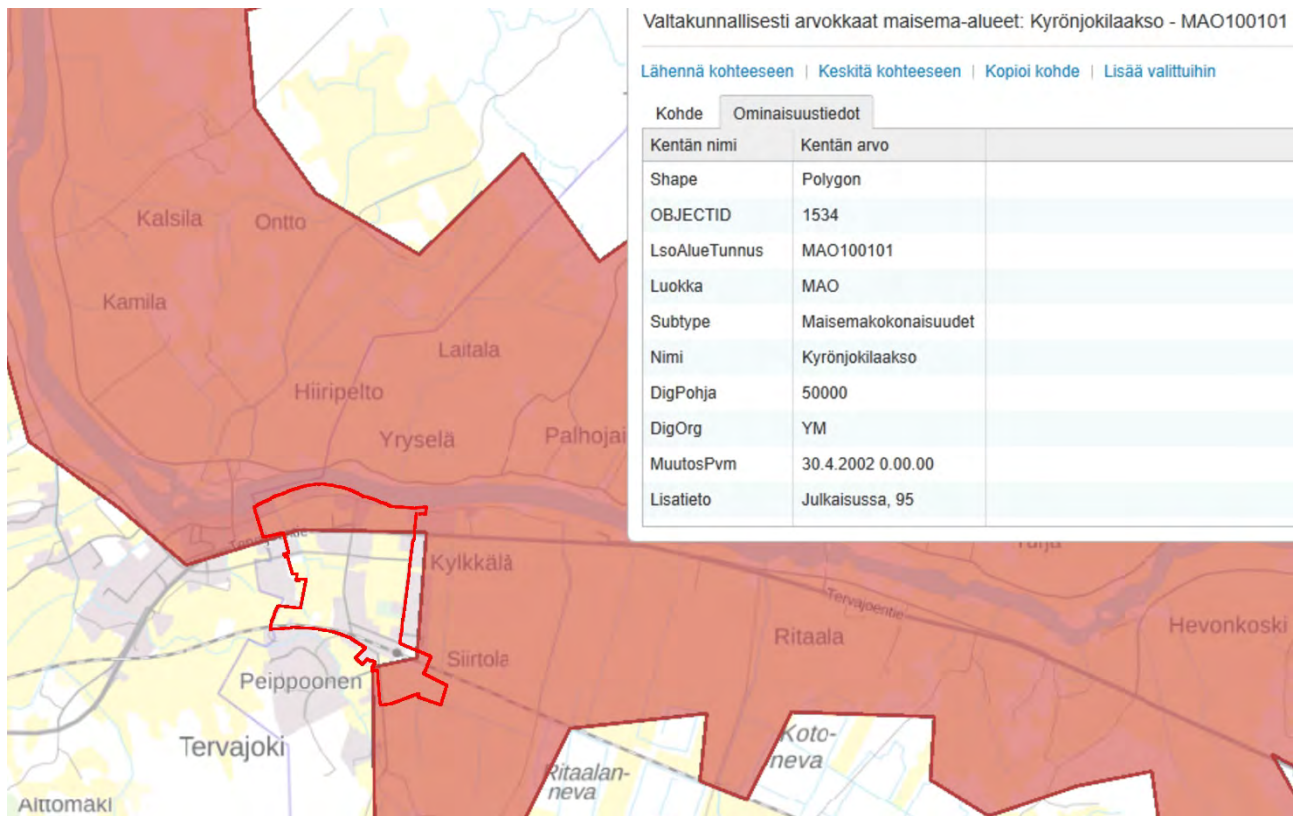 Valtakunnallisesti arvokkaat maisema-alueet: Kyrönjokilaakso - MAO100101
Lähennä kohteeseen | Keskitä kohteeseen | Kopioi kohde | Lisää valittuihin
Kohde Ominaisuustiedot
Kentän nimi Kentän arvo
Shape Polygon
OBJECTID 1534
LsoAlueTunnus MAO100101
Luokka MAO
Subtype Maisemakokonaisuudet
Nimi Kyrönjokilaakso
DigPohja 50000
DigOrg YM
MuutosPvm 30.4.2002 0.00.00
Lisatieto Julkaisussa, 95
Kalsila
Ontto
Kamila
Laitala
Hiiripelto
Yryselä
Palhojai
Kylkkälä
Tervajoentie
Ritaala
Hevonkoski
Siirtola
Peippoonen
Tervajoki
Koto-
neva
Ritaalan-
neva
Alttomäki